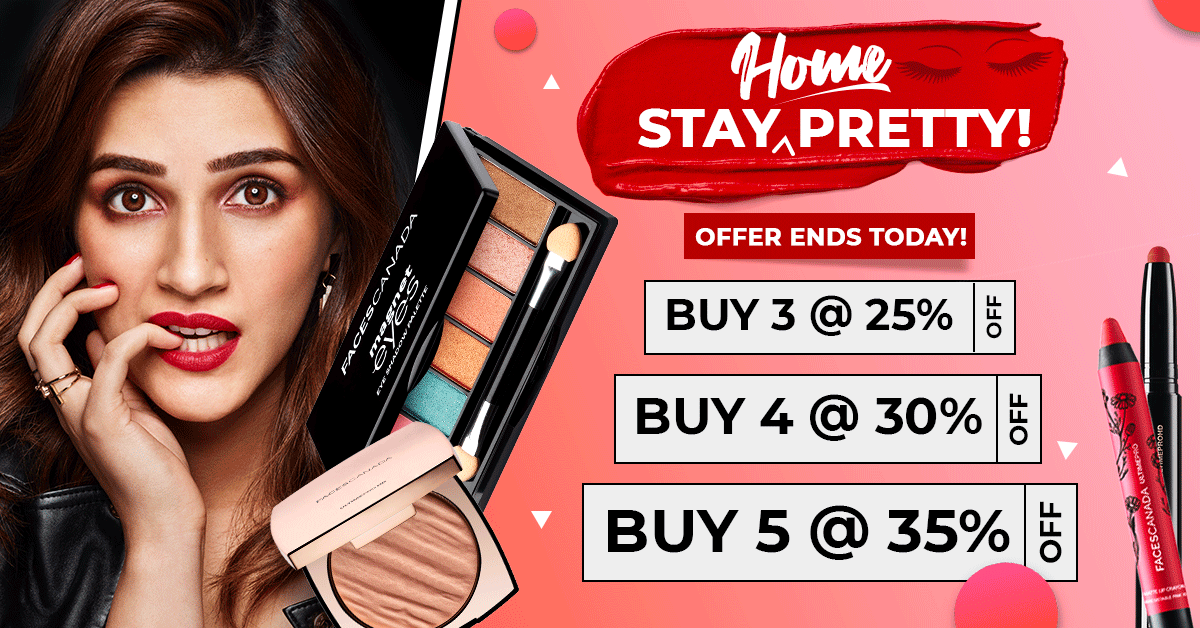 Home
STAY PRETTY!
OFFER ENDS TODAY!
BUY 3 @ 25% OFF
BUY 4 @ 30% OFF
BUY 5 @ 35% OFF
FACESCANADA
magnet
eyes
EYE SHADOW PALETTE
FACESCANADA
FACESCANADA
ULTIMEPRO